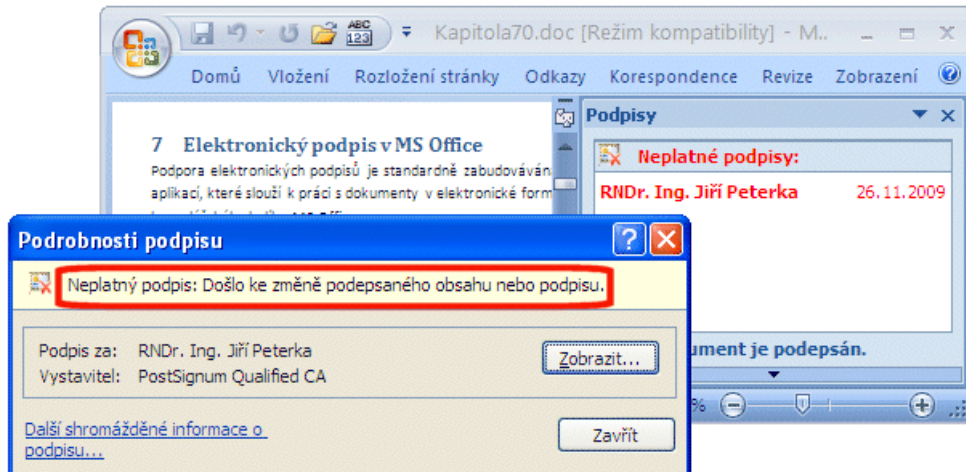 ABC
123
Kapitola70.doc [Režim kompatibility] - M..
Domů Vložení Rozložení stránky Odkazy Korespondence Revize Zobrazení
7 Elektronický podpis v MS Office
Podpora elektronických podpisů je standardně zabudován
aplikací, které slouží k práci s dokumenty v elektronické form
Podpisy
Neplatné podpisy:
RNDr. Ing. Jiří Peterka 26.11.2009
ument je podepsán.
%
Podrobnosti podpisu
Neplatný podpis: Došlo ke změně podepsaného obsahu nebo podpisu.
Podpis za: RNDr. Ing. Jiří Peterka
Zobrazit...
Vystavitel: PostSignum Qualified CA
Další shromážděné informace o
podpisu...
Zavřít